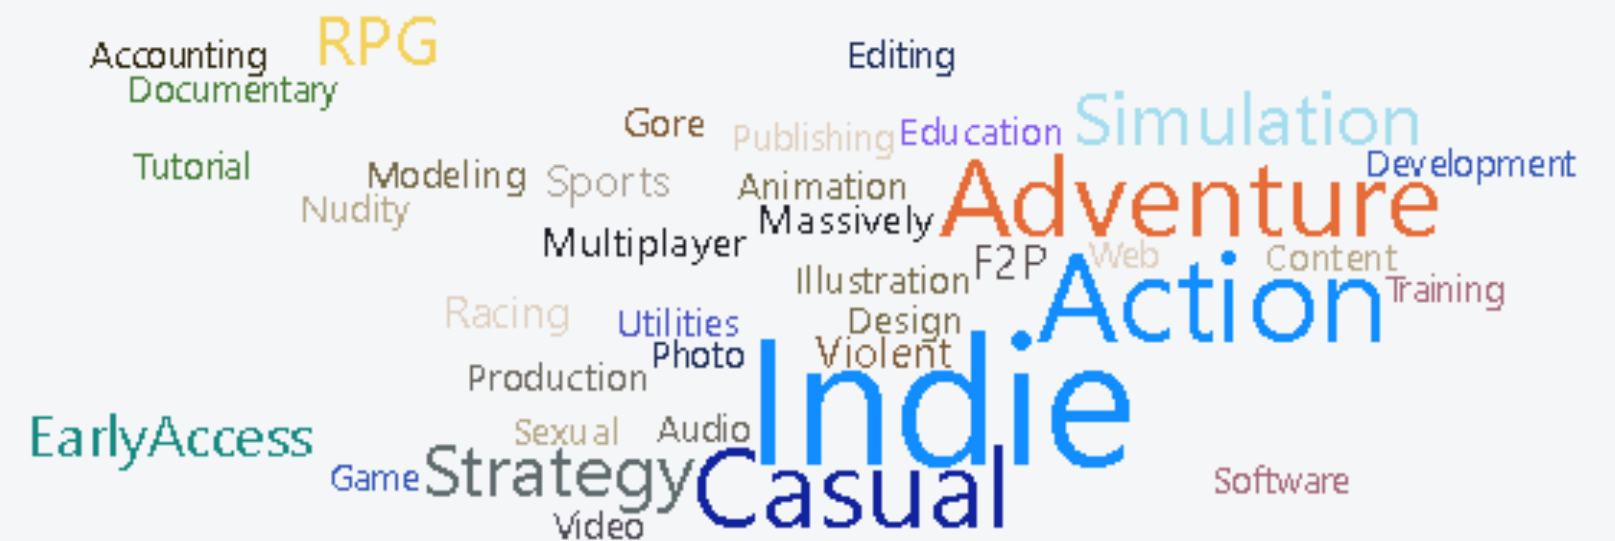 RPG
Accounting
Editing
Documentary
Gore
Publishing
Education
Simulation
Tutorial
Modeling
Sports
Animation
Adventure
Development
Nudity
Massively
Multiplayer
F2P
Web
Content
Illustration
Action
Training
Racing
Utilities
Design
Photo
Violent
Production
Indie
EarlyAccess
Sexual
Audio
Game
Strategy
Casual
Software
Video